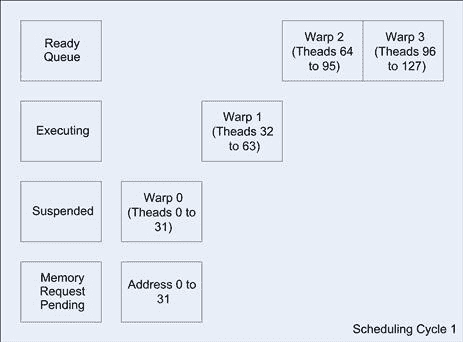 Ready
Queue
Warp 2
(Theads 64
to 95)
Warp 3
(Theads 96
to 127)
Executing
Warp 1
(Theads 32
to 63)
Suspended
Warp 0
(Theads 0 to
31)
Memory
Request
Pending
Address 0 to
31
Scheduling Cycle 1